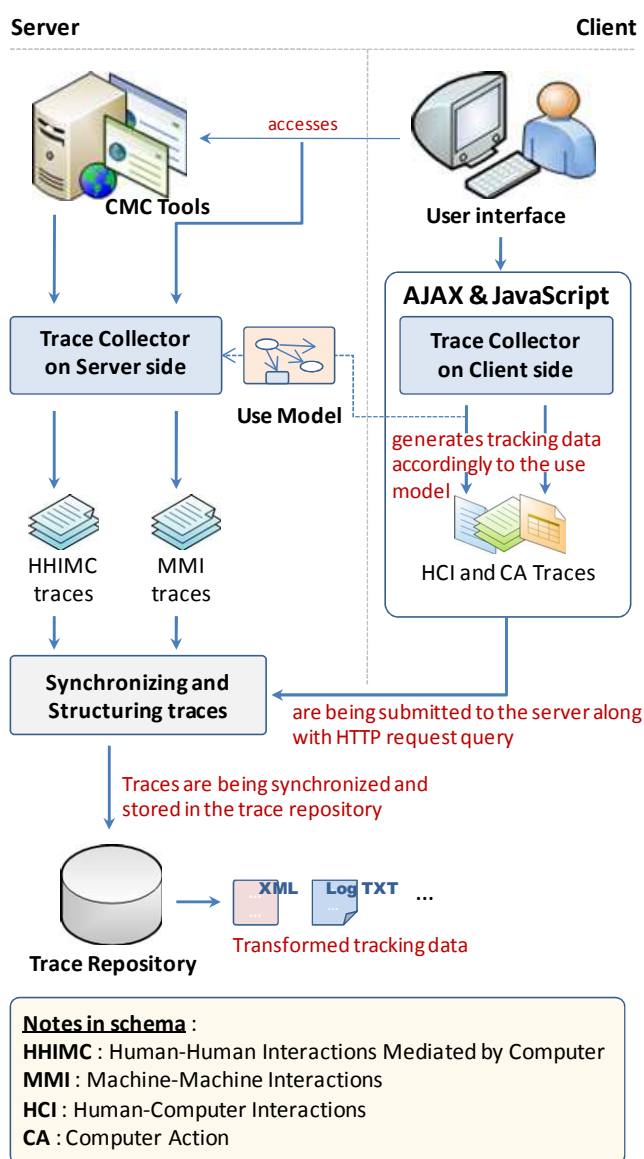 Server
Client
accesses
CMC Tools
User interface
AJAX & JavaScript
Trace Collector
on Server side
Trace Collector
on Client side
Use Model
generates tracking data
accordingly to the use
model
HHIMC
traces
MMI
traces
HCI and CA Traces
Synchronizing and
Structuring traces
are being submitted to the server along
with HTTP request query
Traces are being synchronized and
stored in the trace repository
XML
...
...
Log TXT
...
...
Transformed tracking data
Trace Repository
Notes in schema :
HHIMC : Human-Human Interactions Mediated by Computer
MMI : Machine-Machine Interactions
HCI : Human-Computer Interactions
CA : Computer Action